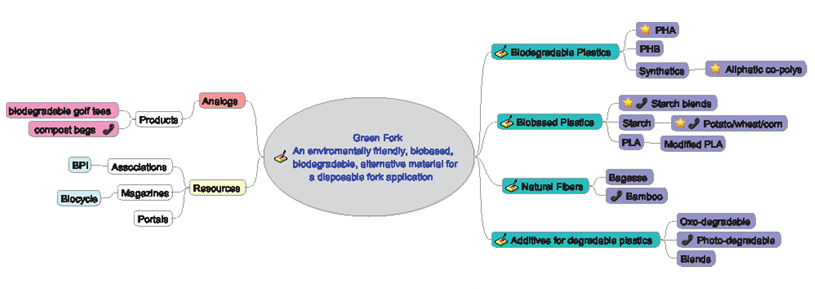 Green Fork
An enviromentally friendly, biobased,
biodegradable, alternative material for
a disposable fork application
Analogs
Products
biodegradable golf tees
compost bags
Resources
Associations
BPI
Magazines
Biocycle
Portals
Biodegradable Plastics
PHA
PHB
Synthetics
Aliphatic co-polys
Biobased Plastics
Starch blends
Starch
Potato/wheat/corn
PLA
Modified PLA
Natural Fibers
Bagasse
Bamboo
Additives for degradable plastics
Oxo-degradable
Photo-degradable
Blends